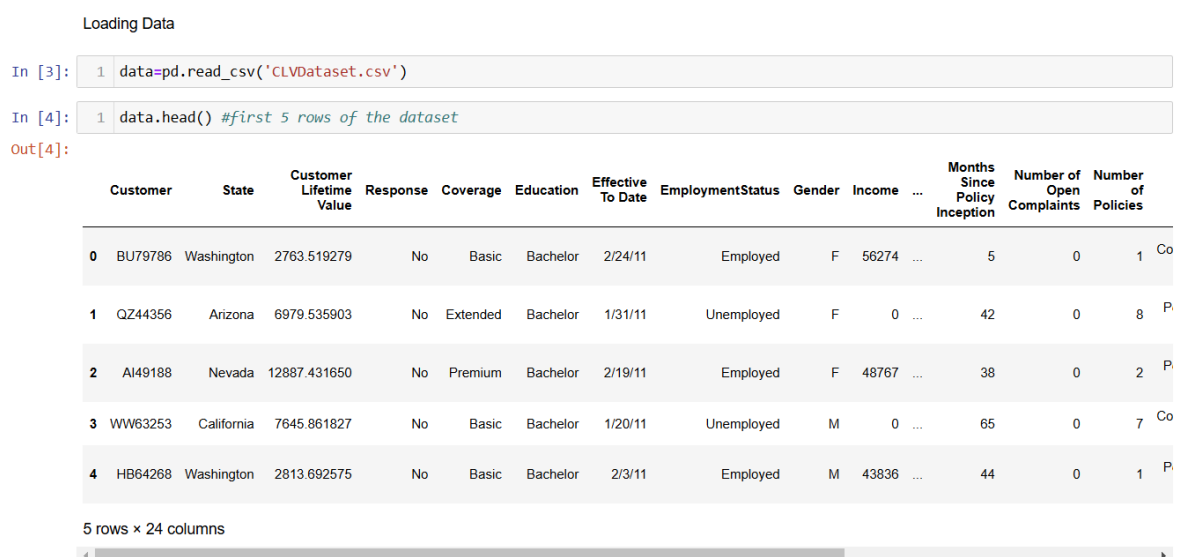 Loading Data
In [3]: 1 data=pd.read_csv('CLVDataset.csv')
In [4]: 1 data.head() #first 5 rows of the dataset
Out[4]:
Customer State Customer Lifetime Value Response Coverage Education Effective To Date EmploymentStatus Gender Income ... Months Since Policy Inception Number of Open Complaints Number of Policies
0 BU79786 Washington 2763.519279 No Basic Bachelor 2/24/11 Employed F 56274 ... 5 0 1 Co
1 QZ44356 Arizona 6979.535903 No Extended Bachelor 1/31/11 Unemployed F 0 ... 42 0 8
2 AI49188 Nevada 12887.431650 No Premium Bachelor 2/19/11 Employed F 48767 ... 38 0 2
3 WW63253 California 7645.861827 No Basic Bachelor 1/20/11 Unemployed M 0 ... 65 0 7 Co
4 HB64268 Washington 2813.692575 No Basic Bachelor 2/3/11 Employed M 43836 ... 44 0 1
5 rows × 24 columns